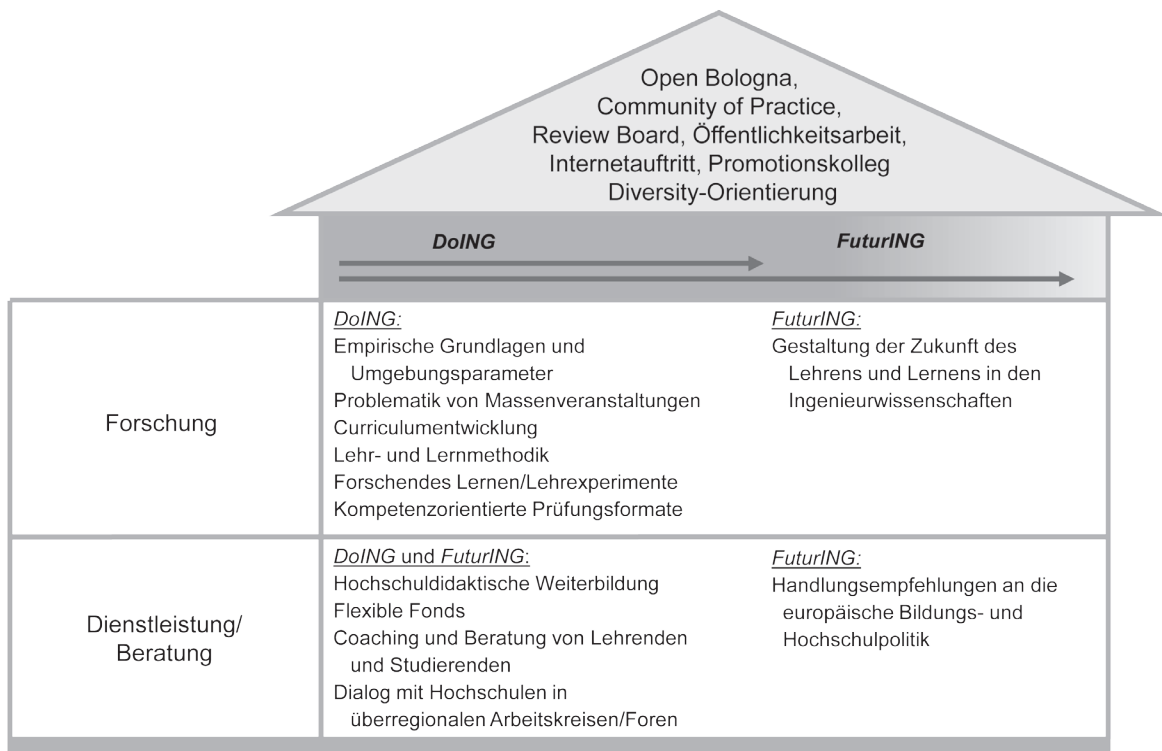 Open Bologna,
Community of Practice,
Review Board, Öffentlichkeitsarbeit,
Internetauftritt, Promotionskolleg
Diversity-Orientierung
DoING
FuturING
Forschung
DoING:
Empirische Grundlagen und
Umgebungsparameter
Problematik von Massenveranstaltungen
Curriculumentwicklung
Lehr- und Lernmethodik
Forschendes Lernen/Lehrexperimente
Kompetenzorientierte Prüfungsformate
FuturING:
Gestaltung der Zukunft des
Lehrens und Lernens in den
Ingenieurwissenschaften
Dienstleistung/
Beratung
DoING und FuturING:
Hochschuldidaktische Weiterbildung
Flexible Fonds
Coaching und Beratung von Lehrenden
und Studierenden
Dialog mit Hochschulen in
überregionalen Arbeitskreisen/Foren
FuturING:
Handlungsempfehlungen an die
europäische Bildungs- und
Hochschulpolitik